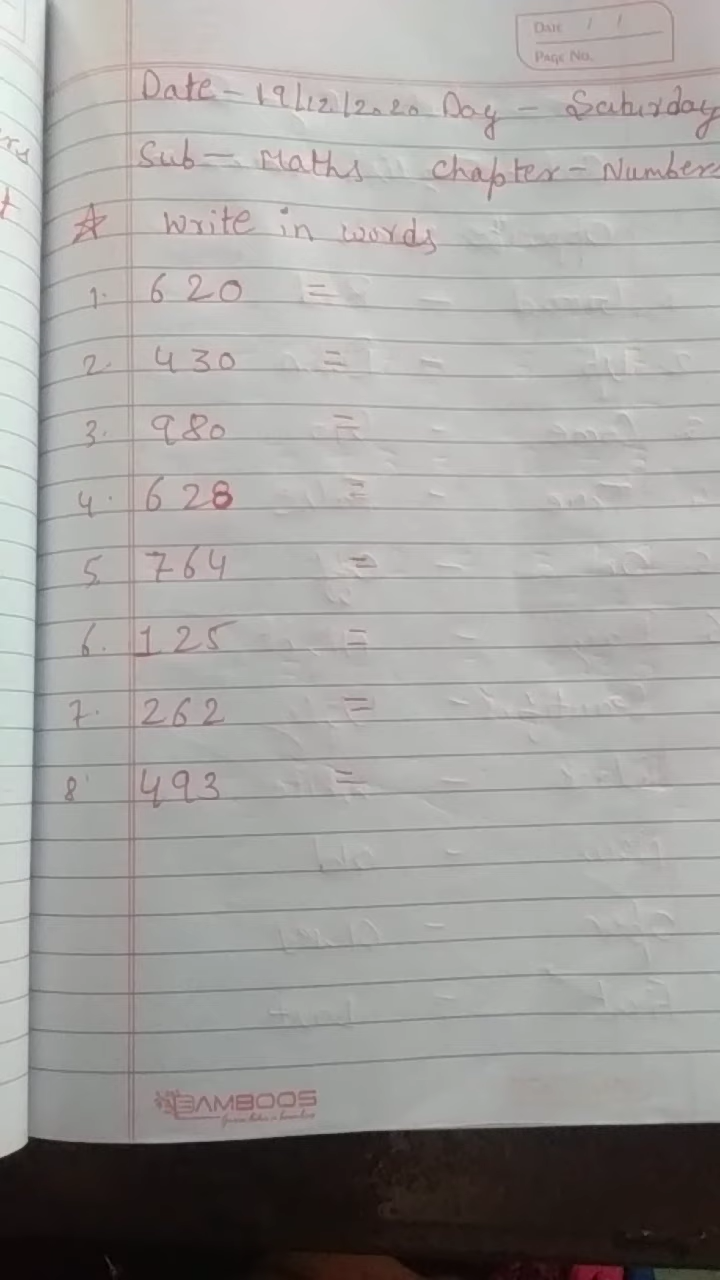 Date / /
Page No.
Date - 19/12/2020 Day - Saturday
Sub - Maths Chapter - Numbers
☆ Write in words
1. 620 =
2. 430 =
3. 980 =
4. 628 =
5. 764 =
6. 125 =
7. 262 =
8. 493 =
BAMBOOS